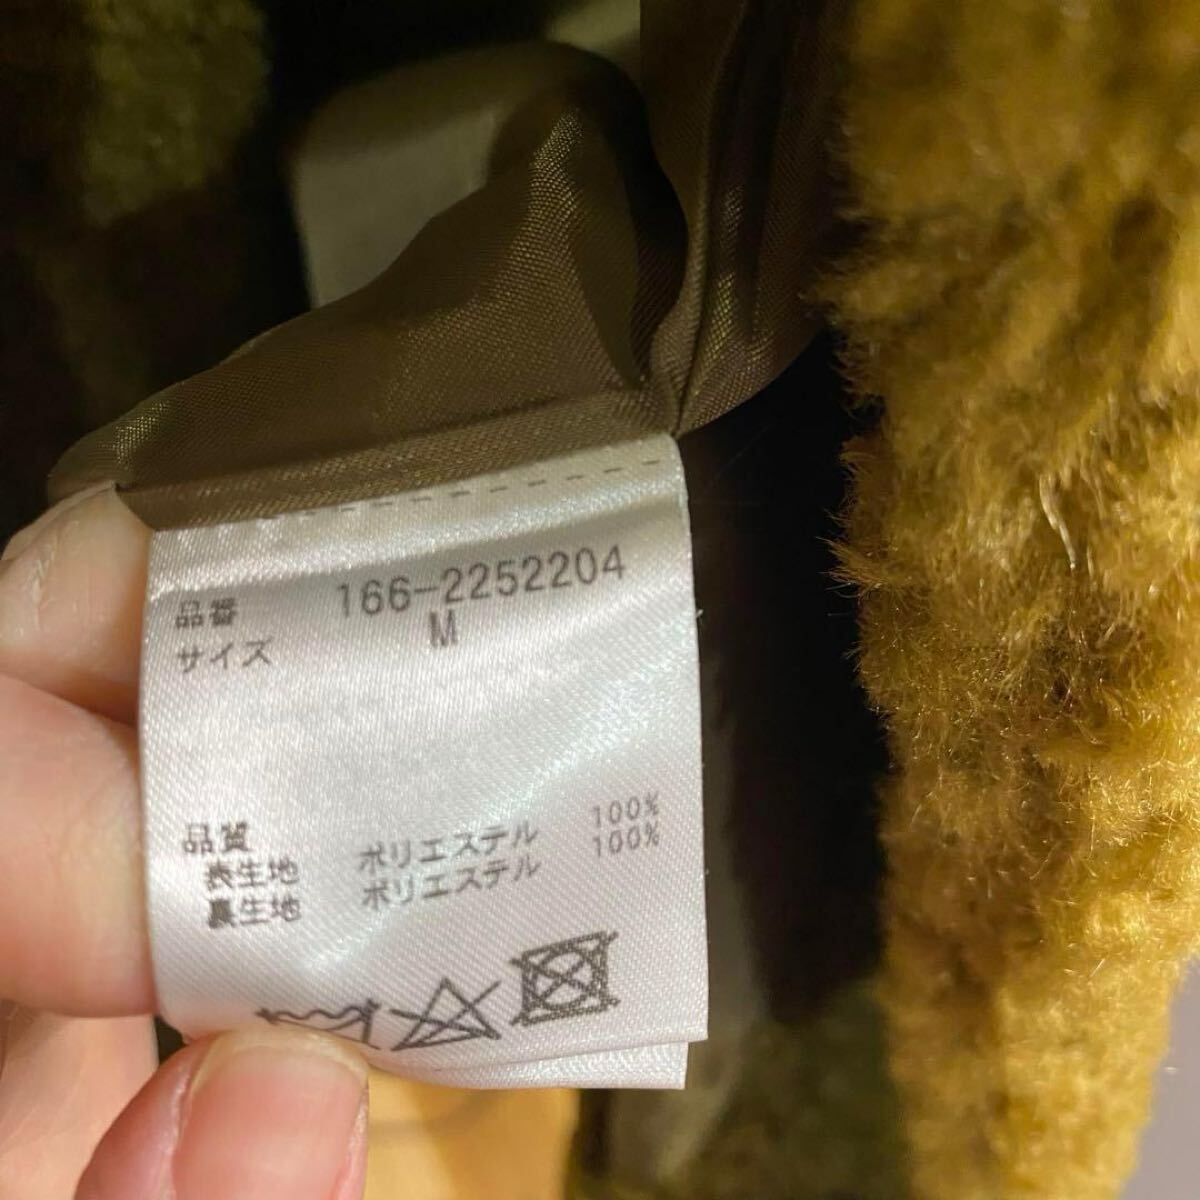 品番 166-2252204
サイズ M
品質
表生地 ポリエステル 100%
裏生地 ポリエステル 100%